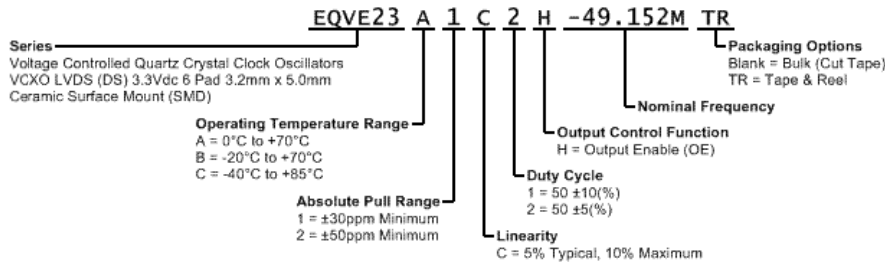 EQVE23 A 1 C 2 H -49.152M TR
Series
Voltage Controlled Quartz Crystal Clock Oscillators
VCXO LVDS (DS) 3.3Vdc 6 Pad 3.2mm x 5.0mm
Ceramic Surface Mount (SMD)
Packaging Options
Blank = Bulk (Cut Tape)
TR = Tape & Reel
Nominal Frequency
Operating Temperature Range
A = 0°C to +70°C
B = -20°C to +70°C
C = -40°C to +85°C
Output Control Function
H = Output Enable (OE)
Duty Cycle
1 = 50 ±10(%)
2 = 50 ±5(%)
Absolute Pull Range
1 = ±30ppm Minimum
2 = ±50ppm Minimum
Linearity
C = 5% Typical, 10% Maximum